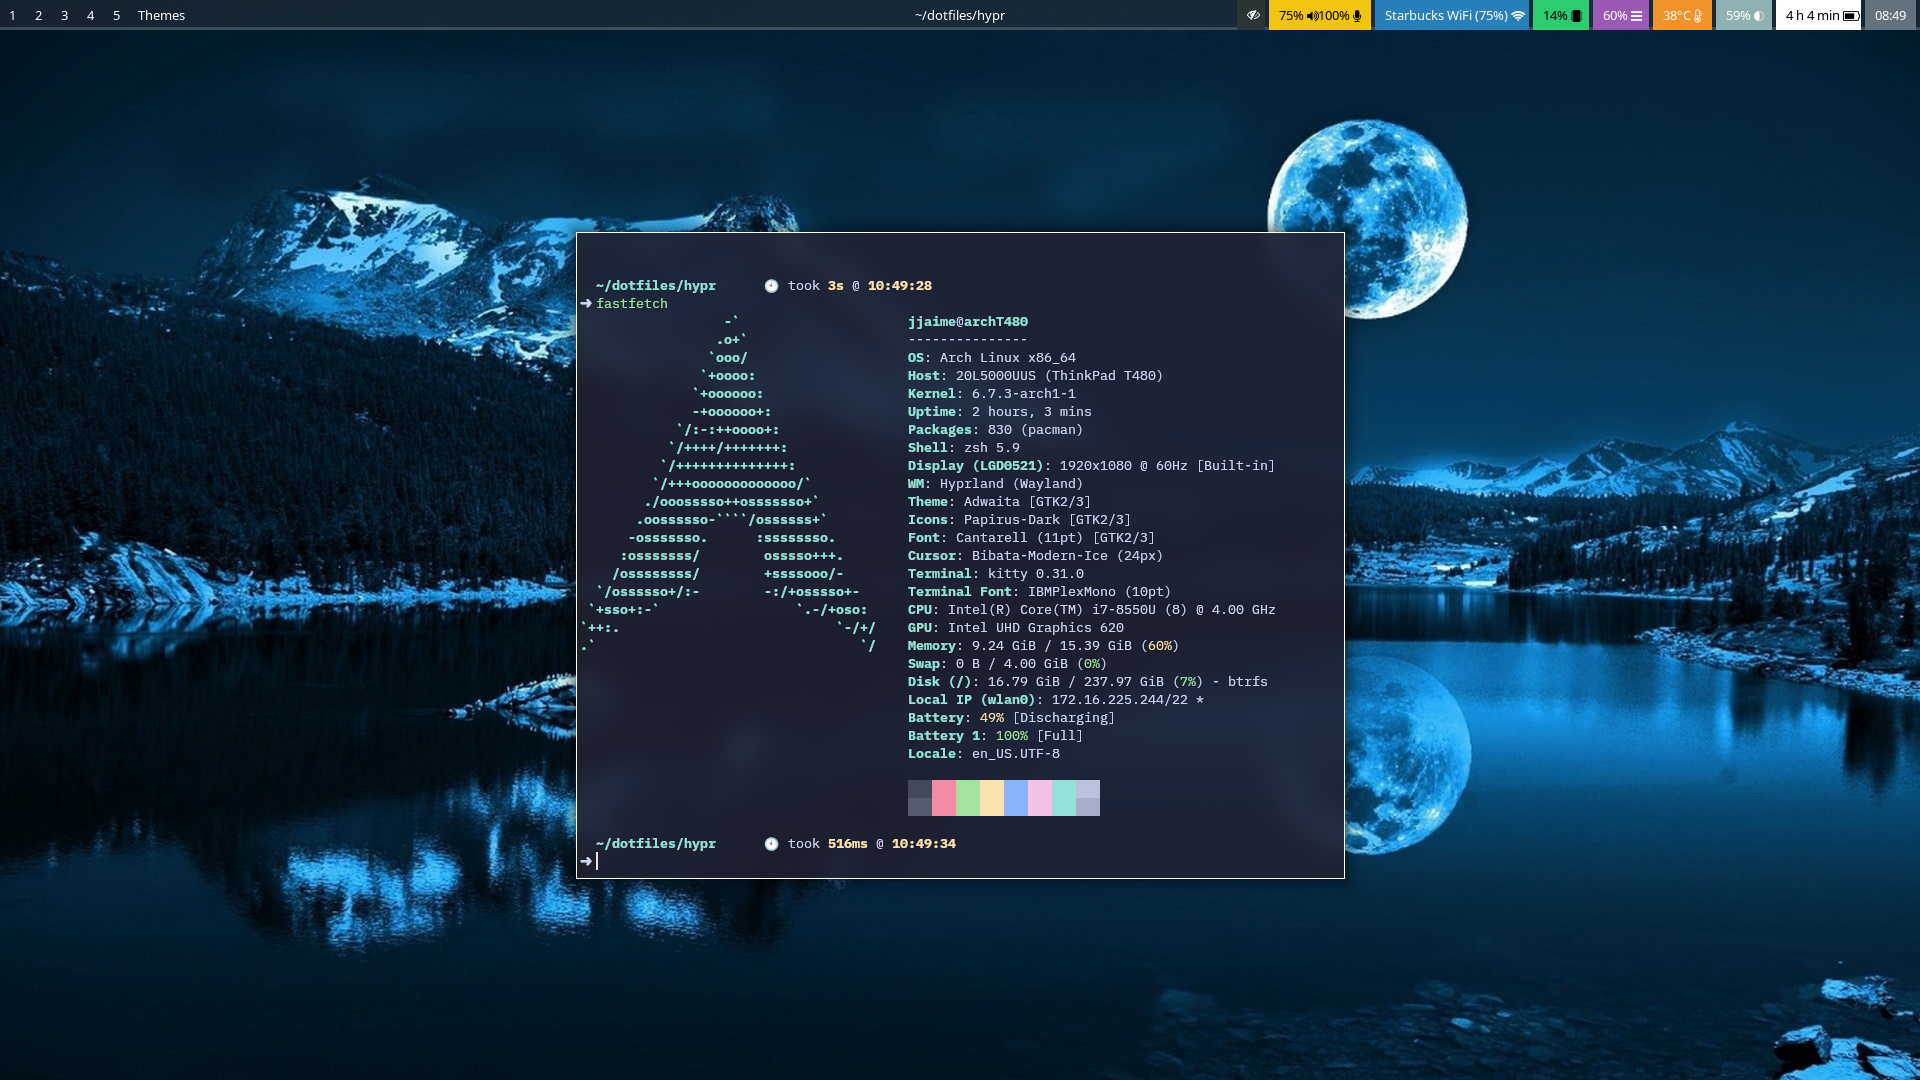 1 2 3 4 5 Themes
~/dotfiles/hypr
75% 100% Starbucks WiFi (75%) 14% 60% 38°C 59% 4 h 4 min 08:49
~/dotfiles/hypr took 3s @ 10:49:28
➜ fastfetch
-`
.o+`
`ooo/
`+oooo:
`+oooooo:
-+oooooo+:
`/:-:++oooo+:
`/++++/+++++++:
`/++++++++++++++:
`/+++ooooooooooooo/`
./ooosssso++osssssso+`
.oossssso-````/ossssss+`
-osssssso. :ssssssso.
:osssssss/ osssso+++.
/ossssssss/ +ssssooo/-
`/ossssso+/:- -:/+osssso+-
`+sso+:-` `.-/+oso:
`++:. `-/+/
.` `/
jjaime@archT480
---------------
OS: Arch Linux x86_64
Host: 20L5000UUS (ThinkPad T480)
Kernel: 6.7.3-arch1-1
Uptime: 2 hours, 3 mins
Packages: 830 (pacman)
Shell: zsh 5.9
Display (LGD0521): 1920x1080 @ 60Hz [Built-in]
WM: Hyprland (Wayland)
Theme: Adwaita [GTK2/3]
Icons: Papirus-Dark [GTK2/3]
Font: Cantarell (11pt) [GTK2/3]
Cursor: Bibata-Modern-Ice (24px)
Terminal: kitty 0.31.0
Terminal Font: IBMPlexMono (10pt)
CPU: Intel(R) Core(TM) i7-8550U (8) @ 4.00 GHz
GPU: Intel UHD Graphics 620
Memory: 9.24 GiB / 15.39 GiB (60%)
Swap: 0 B / 4.00 GiB (0%)
Disk (/): 16.79 GiB / 237.97 GiB (7%) - btrfs
Local IP (wlan0): 172.16.225.244/22 *
Battery: 49% [Discharging]
Battery 1: 100% [Full]
Locale: en_US.UTF-8
~/dotfiles/hypr took 516ms @ 10:49:34
➜